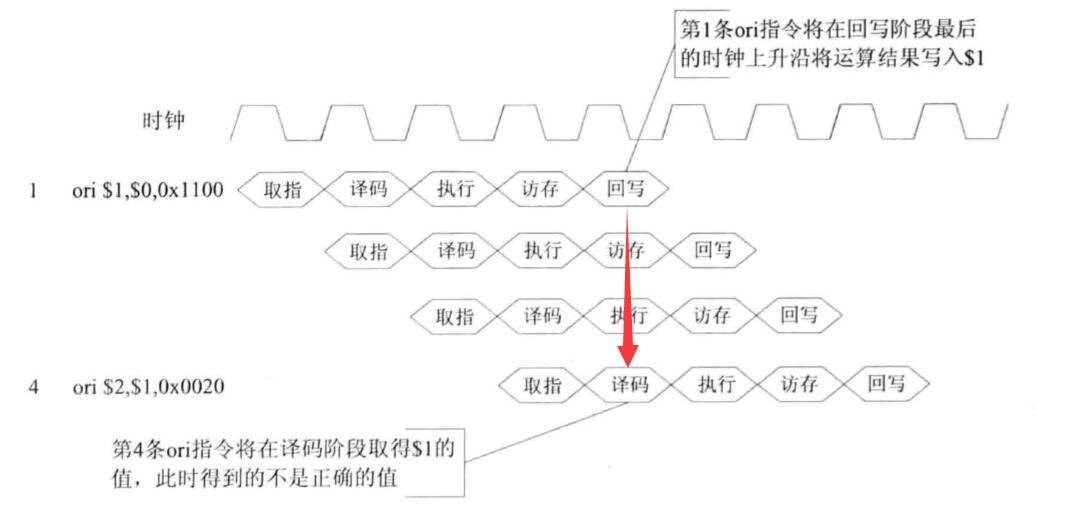 第1条ori指令将在回写阶段最后
的时钟上升沿将运算结果写入$1
时钟
1 ori $1,$0,0x1100 取指 译码 执行 访存 回写
取指 译码 执行 访存 回写
取指 译码 执行 访存 回写
4 ori $2,$1,0x0020 取指 译码 执行 访存 回写
第4条ori指令将在译码阶段取得$1的
值，此时得到的不是正确的值